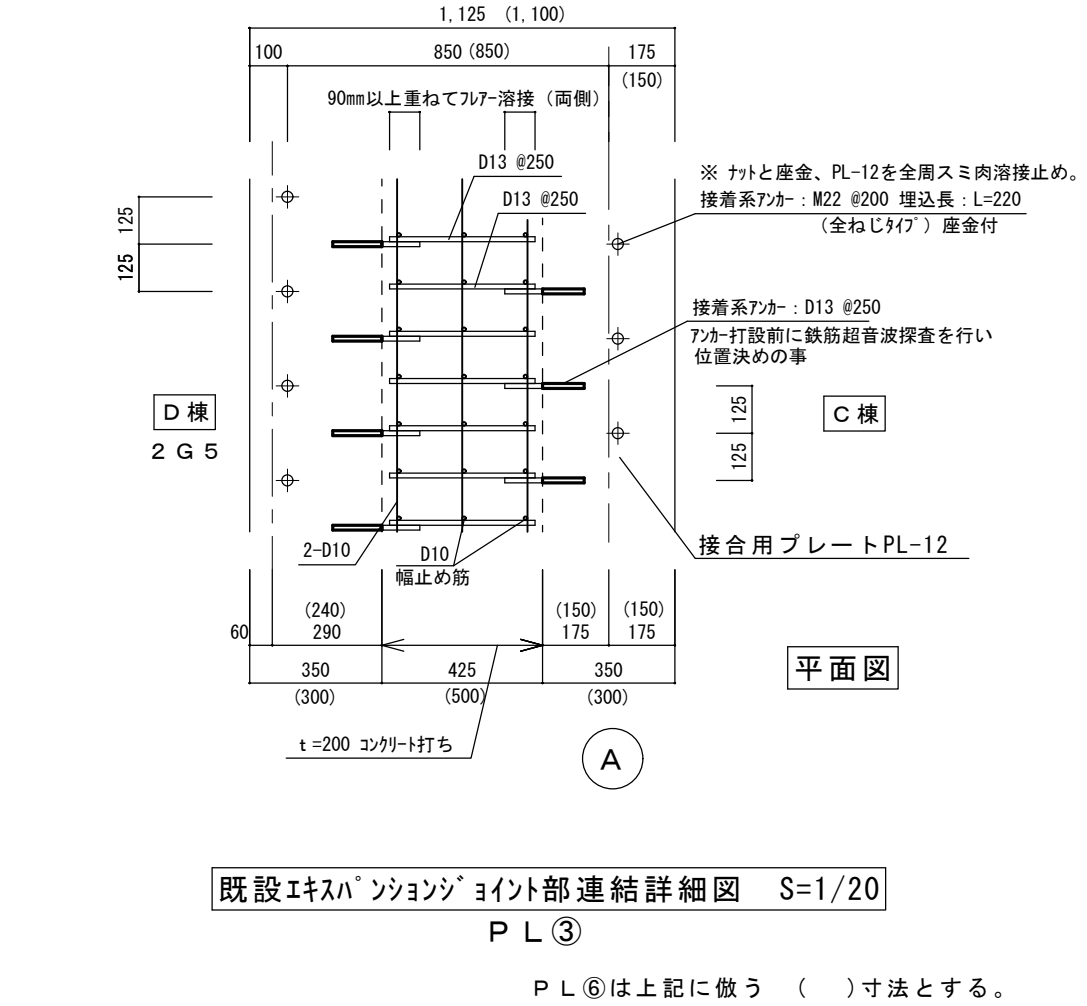 1,125 (1,100)
100 850 (850) 175
(150)
90mm以上重ねてフレアー溶接(両側)
D13 @250
D13 @250
※ ナットと座金、PL-12を全周スミ肉溶接止め。
接着系アンカー:M22 @200 埋込長:L=220
(全ねじタイプ)座金付
125
125
接着系アンカー:D13 @250
アンカー打設前に鉄筋超音波探査を行い
位置決めの事
D棟
2G5
125
125
C棟
2-D10
D10
幅止め筋
接合用プレートPL-12
(240) (150) (150)
60 290 175 175
350 425 350
(300) (500) (300)
平面図
t=200 コンクリート打ち
A
既設エキスパンションジョイント部連結詳細図 S=1/20
PL③
PL⑥は上記に倣う ( )寸法とする。